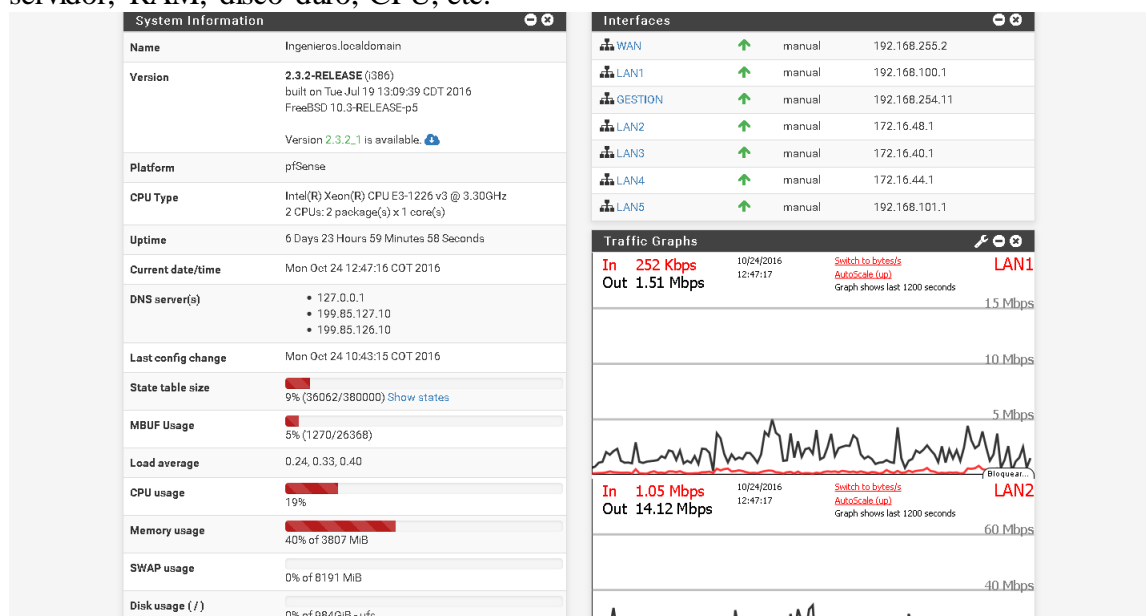 servidor, RAM, disco duro, CPU, etc.
System Information
Name Ingenieros.localdomain
Version 2.3.2-RELEASE (i386)
built on Tue Jul 19 13:09:39 CDT 2016
FreeBSD 10.3-RELEASE-p5
Version 2.3.2_1 is available.
Platform pfSense
CPU Type Intel(R) Xeon(R) CPU E3-1226 v3 @ 3.30GHz
2 CPUs: 2 package(s) x 1 core(s)
Uptime 6 Days 23 Hours 59 Minutes 58 Seconds
Current date/time Mon Oct 24 12:47:16 COT 2016
DNS server(s) • 127.0.0.1
• 199.85.127.10
• 199.85.126.10
Last config change Mon Oct 24 10:43:15 COT 2016
State table size
9% (36062/380000) Show states
MBUF Usage
5% (1270/26368)
Load average 0.24, 0.33, 0.40
CPU usage
19%
Memory usage
40% of 3807 MiB
SWAP usage
0% of 8191 MiB
Disk usage ( / )
0% of 984GiB - ufs
Interfaces
WAN manual 192.168.255.2
LAN1 manual 192.168.100.1
GESTION manual 192.168.254.11
LAN2 manual 172.16.48.1
LAN3 manual 172.16.40.1
LAN4 manual 172.16.44.1
LAN5 manual 192.168.101.1
Traffic Graphs
In 252 Kbps 10/24/2016 Switch to bytes/s LAN1
Out 1.51 Mbps 12:47:17 AutoScale (up)
Graph shows last 1200 seconds
15 Mbps
10 Mbps
5 Mbps
Bloquear...
In 1.05 Mbps 10/24/2016 Switch to bytes/s LAN2
Out 14.12 Mbps 12:47:17 AutoScale (up)
Graph shows last 1200 seconds
60 Mbps
40 Mbps